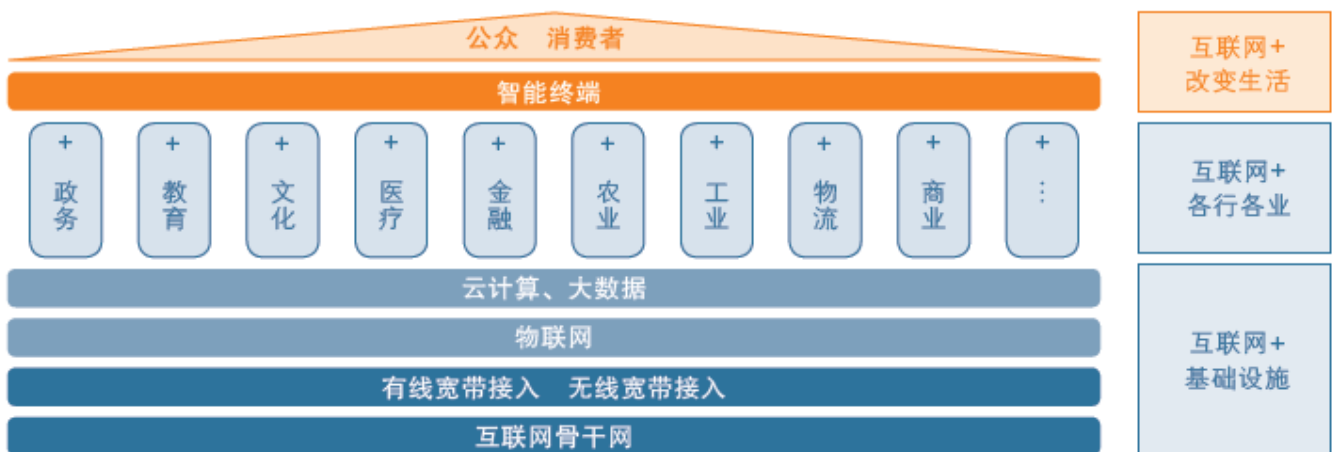 公众 消费者
智能终端
+ 政务
+ 教育
+ 文化
+ 医疗
+ 金融
+ 农业
+ 工业
+ 物流
+ 商业
+ ⋮
云计算、大数据
物联网
有线宽带接入 无线宽带接入
互联网骨干网
互联网+
改变生活
互联网+
各行各业
互联网+
基础设施